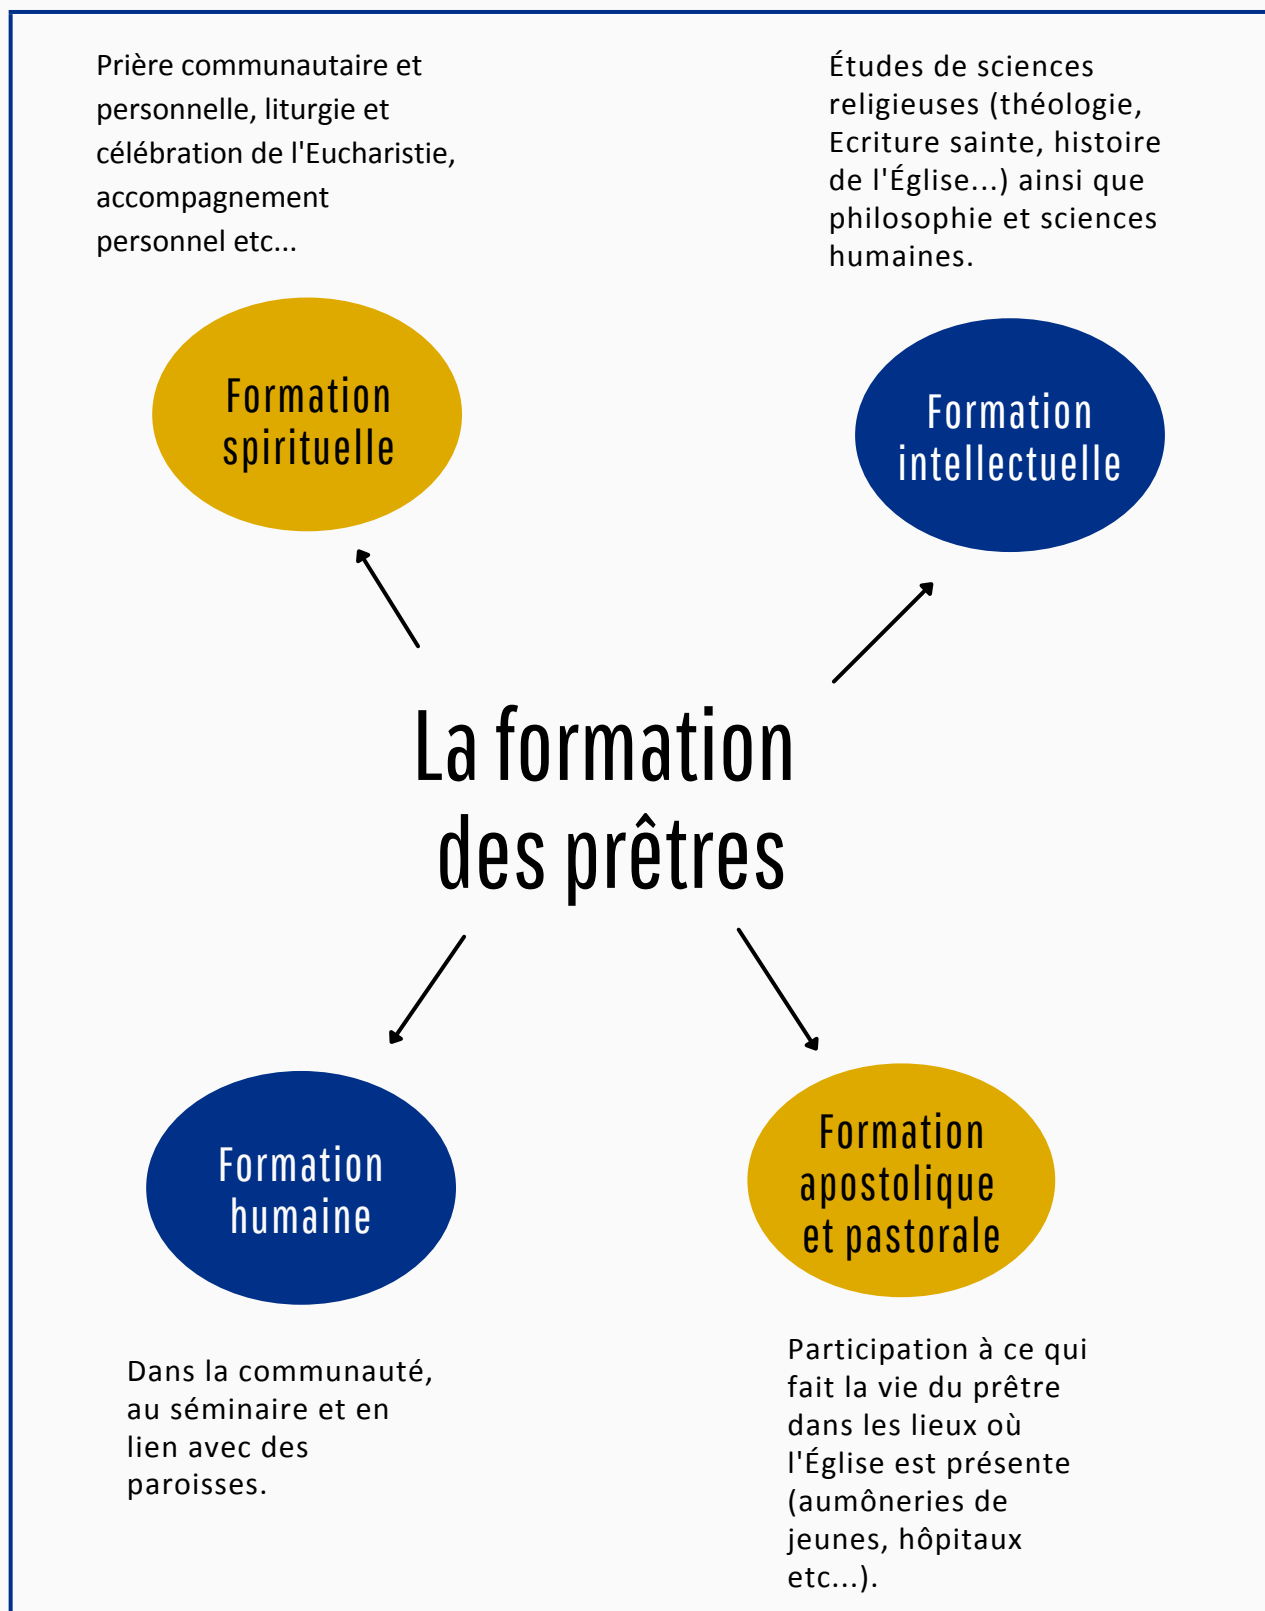 Prière communautaire et
personnelle, liturgie et
célébration de l'Eucharistie,
accompagnement
personnel etc...
Études de sciences
religieuses (théologie,
Ecriture sainte, histoire
de l'Église...) ainsi que
philosophie et sciences
humaines.
Formation
spirituelle
Formation
intellectuelle
La formation
des prêtres
Formation
humaine
Formation
apostolique
et pastorale
Dans la communauté,
au séminaire et en
lien avec des
paroisses.
Participation à ce qui
fait la vie du prêtre
dans les lieux où
l'Église est présente
(aumôneries de
jeunes, hôpitaux
etc...).